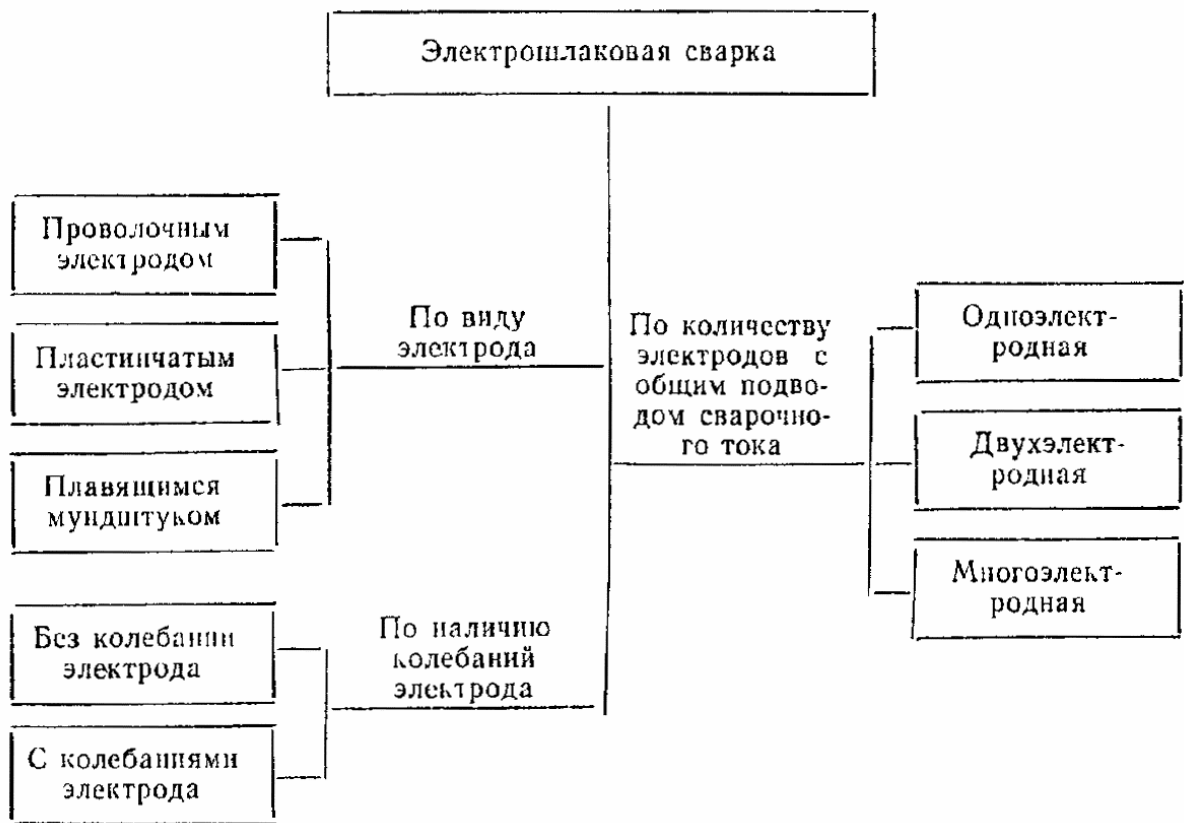 Электрошлаковая сварка
Проволочным
электродом
Пластинчатым
электродом
Плавящимся
мундштуком
По виду
электрода
По количеству
электродов с
общим подво-
дом сварочно-
го тока
Одноэлект-
родная
Двухэлект-
родная
Многоэлект-
родная
Без колебаний
электрода
С колебаниями
электрода
По наличию
колебаний
электрода